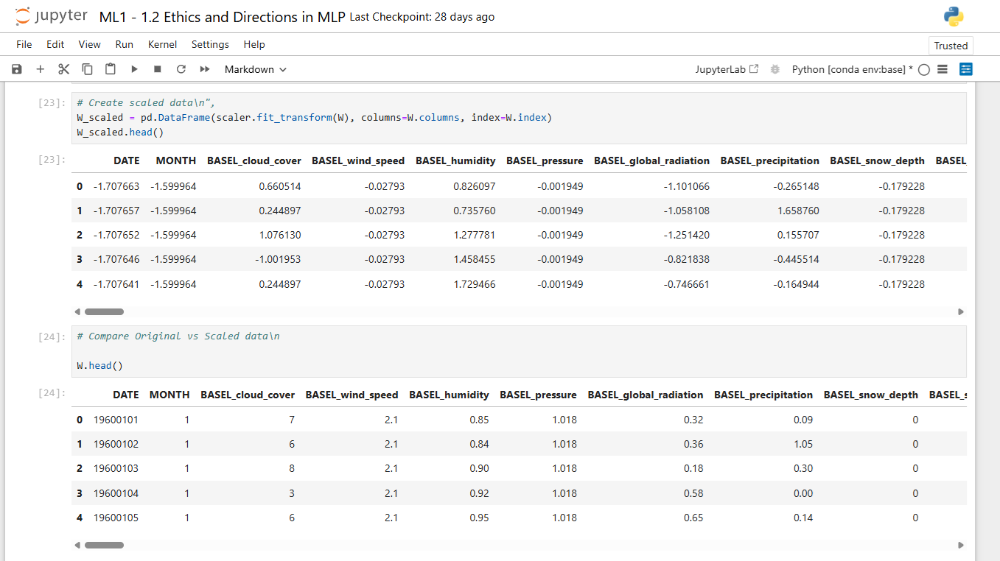 jupyter ML1 - 1.2 Ethics and Directions in MLP Last Checkpoint: 28 days ago
File Edit View Run Kernel Settings Help Trusted
Markdown JupyterLab Python [conda env:base] *
[23]: # Create scaled data\n",
W_scaled = pd.DataFrame(scaler.fit_transform(W), columns=W.columns, index=W.index)
W_scaled.head()
[23]: DATE MONTH BASEL_cloud_cover BASEL_wind_speed BASEL_humidity BASEL_pressure BASEL_global_radiation BASEL_precipitation BASEL_snow_depth BASEL_
0 -1.707663 -1.599964 0.660514 -0.02793 0.826097 -0.001949 -1.101066 -0.265148 -0.179228
1 -1.707657 -1.599964 0.244897 -0.02793 0.735760 -0.001949 -1.058108 1.658760 -0.179228
2 -1.707652 -1.599964 1.076130 -0.02793 1.277781 -0.001949 -1.251420 0.155707 -0.179228
3 -1.707646 -1.599964 -1.001953 -0.02793 1.458455 -0.001949 -0.821838 -0.445514 -0.179228
4 -1.707641 -1.599964 0.244897 -0.02793 1.729466 -0.001949 -0.746661 -0.164944 -0.179228
[24]: # Compare Original vs Scaled data\n
W.head()
[24]: DATE MONTH BASEL_cloud_cover BASEL_wind_speed BASEL_humidity BASEL_pressure BASEL_global_radiation BASEL_precipitation BASEL_snow_depth BASEL_s
0 19600101 1 7 2.1 0.85 1.018 0.32 0.09 0
1 19600102 1 6 2.1 0.84 1.018 0.36 1.05 0
2 19600103 1 8 2.1 0.90 1.018 0.18 0.30 0
3 19600104 1 3 2.1 0.92 1.018 0.58 0.00 0
4 19600105 1 6 2.1 0.95 1.018 0.65 0.14 0